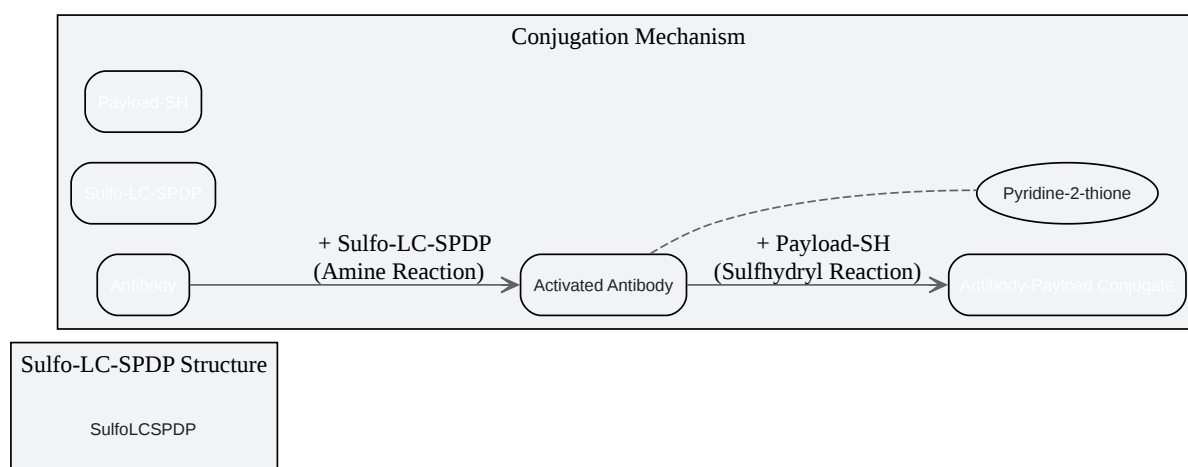 Conjugation Mechanism
Payload-SH
Sulfo-LC-SPDP
Pyridine-2-thione
+ Sulfo-LC-SPDP
(Amine Reaction)
+ Payload-SH
(Sulfhydryl Reaction)
Antibody
Activated Antibody
Antibody-Payload Conjugate
Sulfo-LC-SPDP Structure
SulfoLCSPDP